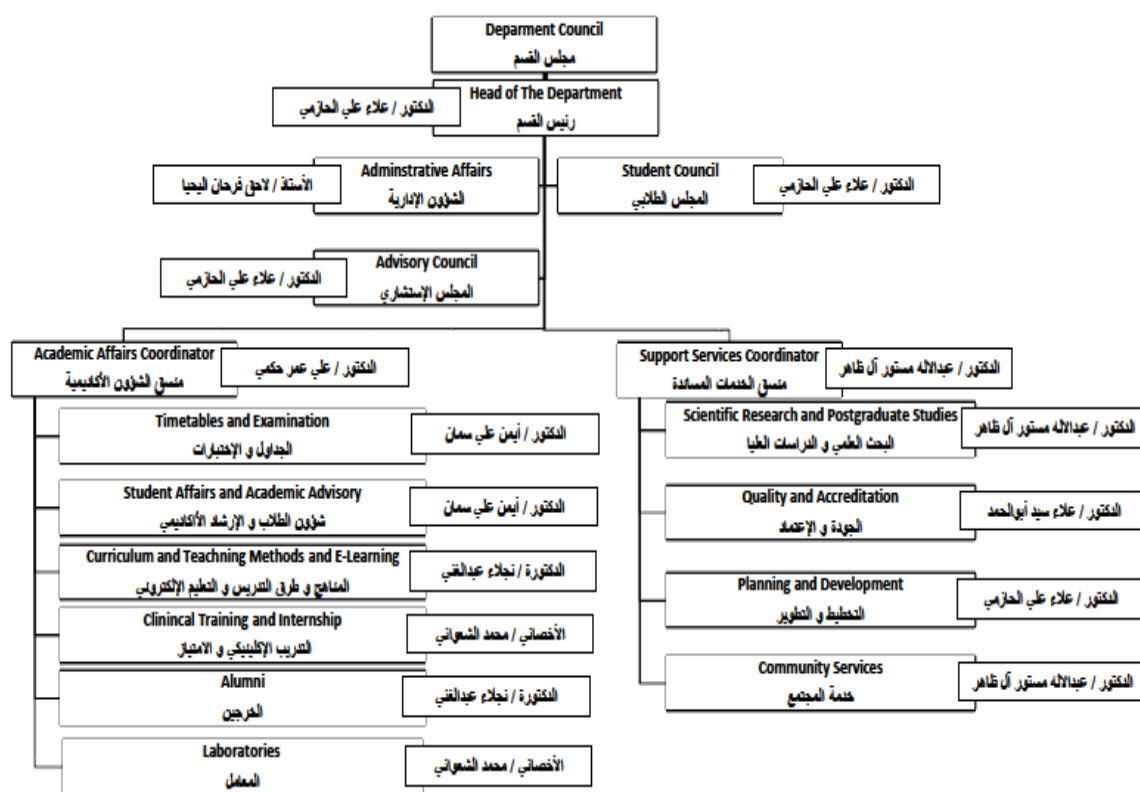 Deparment Council
مجلس القسم
Head of The Department
رئيس القسم
الدكتور / علاء علي الحازمي
Adminstrative Affairs
الشؤون الإدارية
الأستاذ / لاحق فرحان اليحيا
Student Council
المجلس الطلابي
الدكتور / علاء علي الحازمي
Advisory Council
المجلس الإستشاري
الدكتور / علاء علي الحازمي
Academic Affairs Coordinator
منسق الشؤون الأكاديمية
الدكتور / علي عمر حكمي
Timetables and Examination
الجداول و الإختبارات
الدكتور / أيمن علي سمان
Student Affairs and Academic Advisory
شؤون الطلاب و الإرشاد الأكاديمي
الدكتور / أيمن علي سمان
Curriculum and Teachning Methods and E-Learning
المناهج و طرق التدريس و التعليم الإلكتروني
الدكتورة / نجلاء عبدالغني
Clinincal Training and Internship
التدريب الإكلينيكي و الامتياز
الأخصائي / محمد الشعواني
Alumni
الخرجين
الدكتورة / نجلاء عبدالغني
Laboratories
المعامل
الأخصائي / محمد الشعواني
Support Services Coordinator
منسق الخدمات المساندة
الدكتور / عبدالاله مستور آل ظاهر
Scientific Research and Postgraduate Studies
البحث العلمي و الدراسات العليا
الدكتور / عبدالاله مستور آل ظاهر
Quality and Accreditation
الجودة و الإعتماد
الدكتور / علاء سيد أبوالحمد
Planning and Development
التخطيط و التطوير
الدكتور / علاء علي الحازمي
Community Services
خدمة المجتمع
الدكتور / عبدالاله مستور آل ظاهر